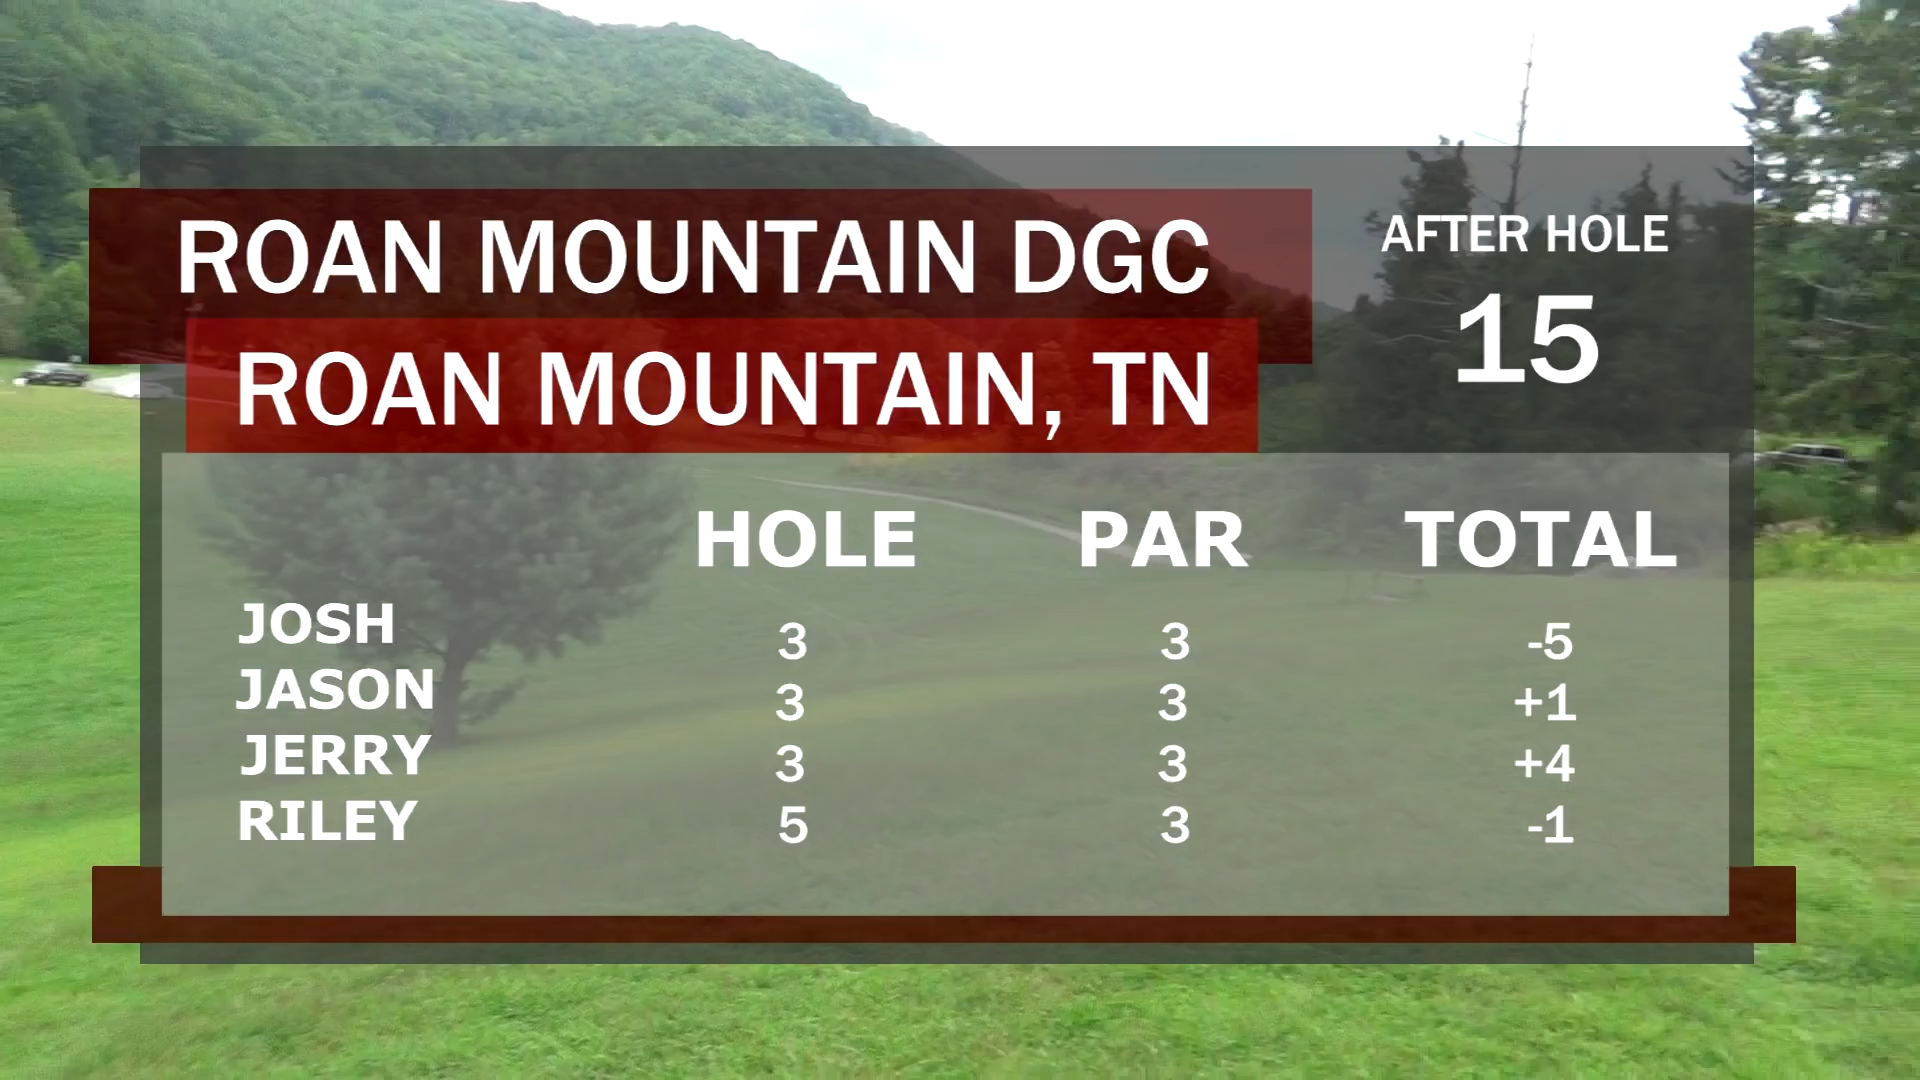 ROAN MOUNTAIN DGC
ROAN MOUNTAIN, TN
AFTER HOLE
15
HOLE PAR TOTAL
JOSH 3 3 -5
JASON 3 3 +1
JERRY 3 3 +4
RILEY 5 3 -1